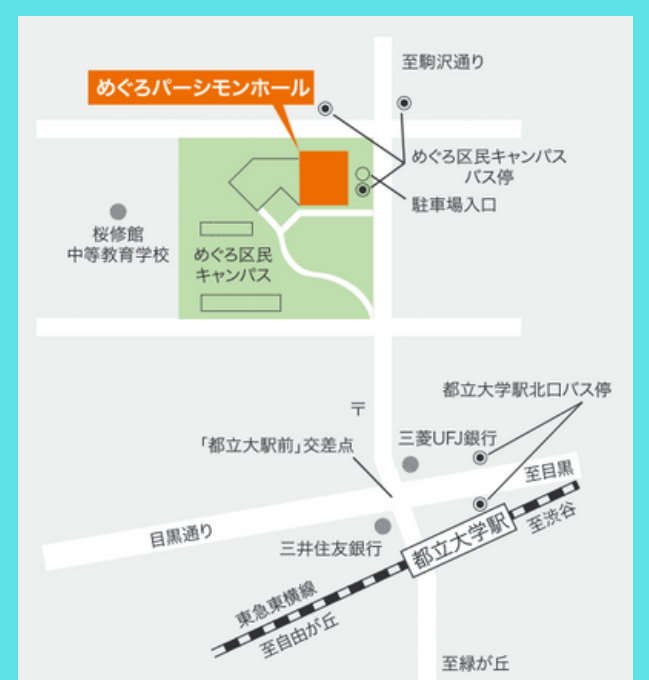 至駒沢通り
めぐろパーシモンホール
めぐろ区民キャンパス
バス停
駐車場入口
桜修館
中等教育学校
めぐろ区民
キャンパス
都立大学駅北口バス停
〒
「都立大駅前」交差点
三菱UFJ銀行
至目黒
目黒通り
三井住友銀行
都立大学駅
至渋谷
東急東横線
至自由が丘
至緑が丘